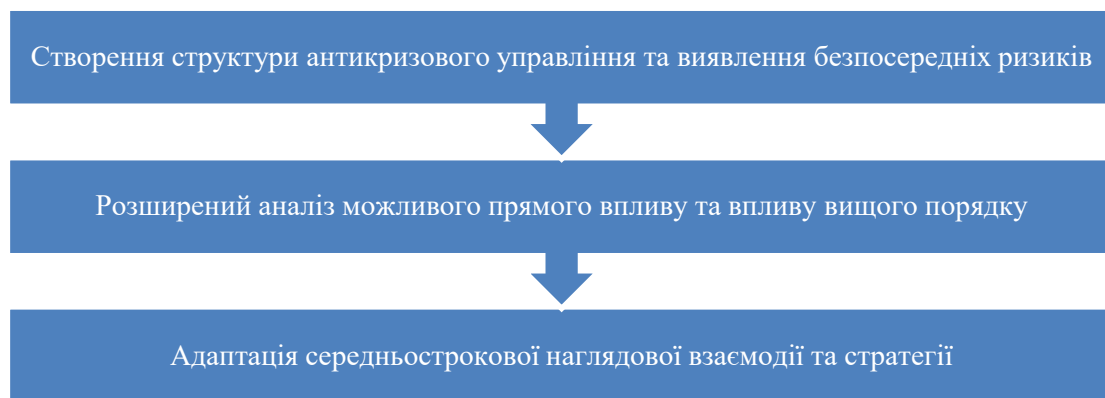 Створення структури антикризового управління та виявлення безпосередніх ризиків
Розширений аналіз можливого прямого впливу та впливу вищого порядку
Адаптація середньострокової наглядової взаємодії та стратегії